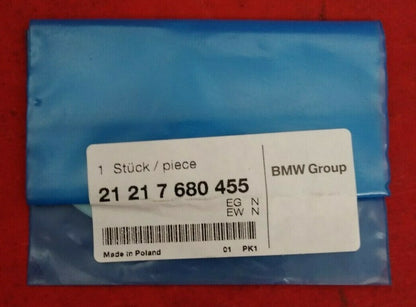 1 Stück / piece
BMW Group
21 21 7 680 455
EG N
EW N
Made in Poland 01 PK1